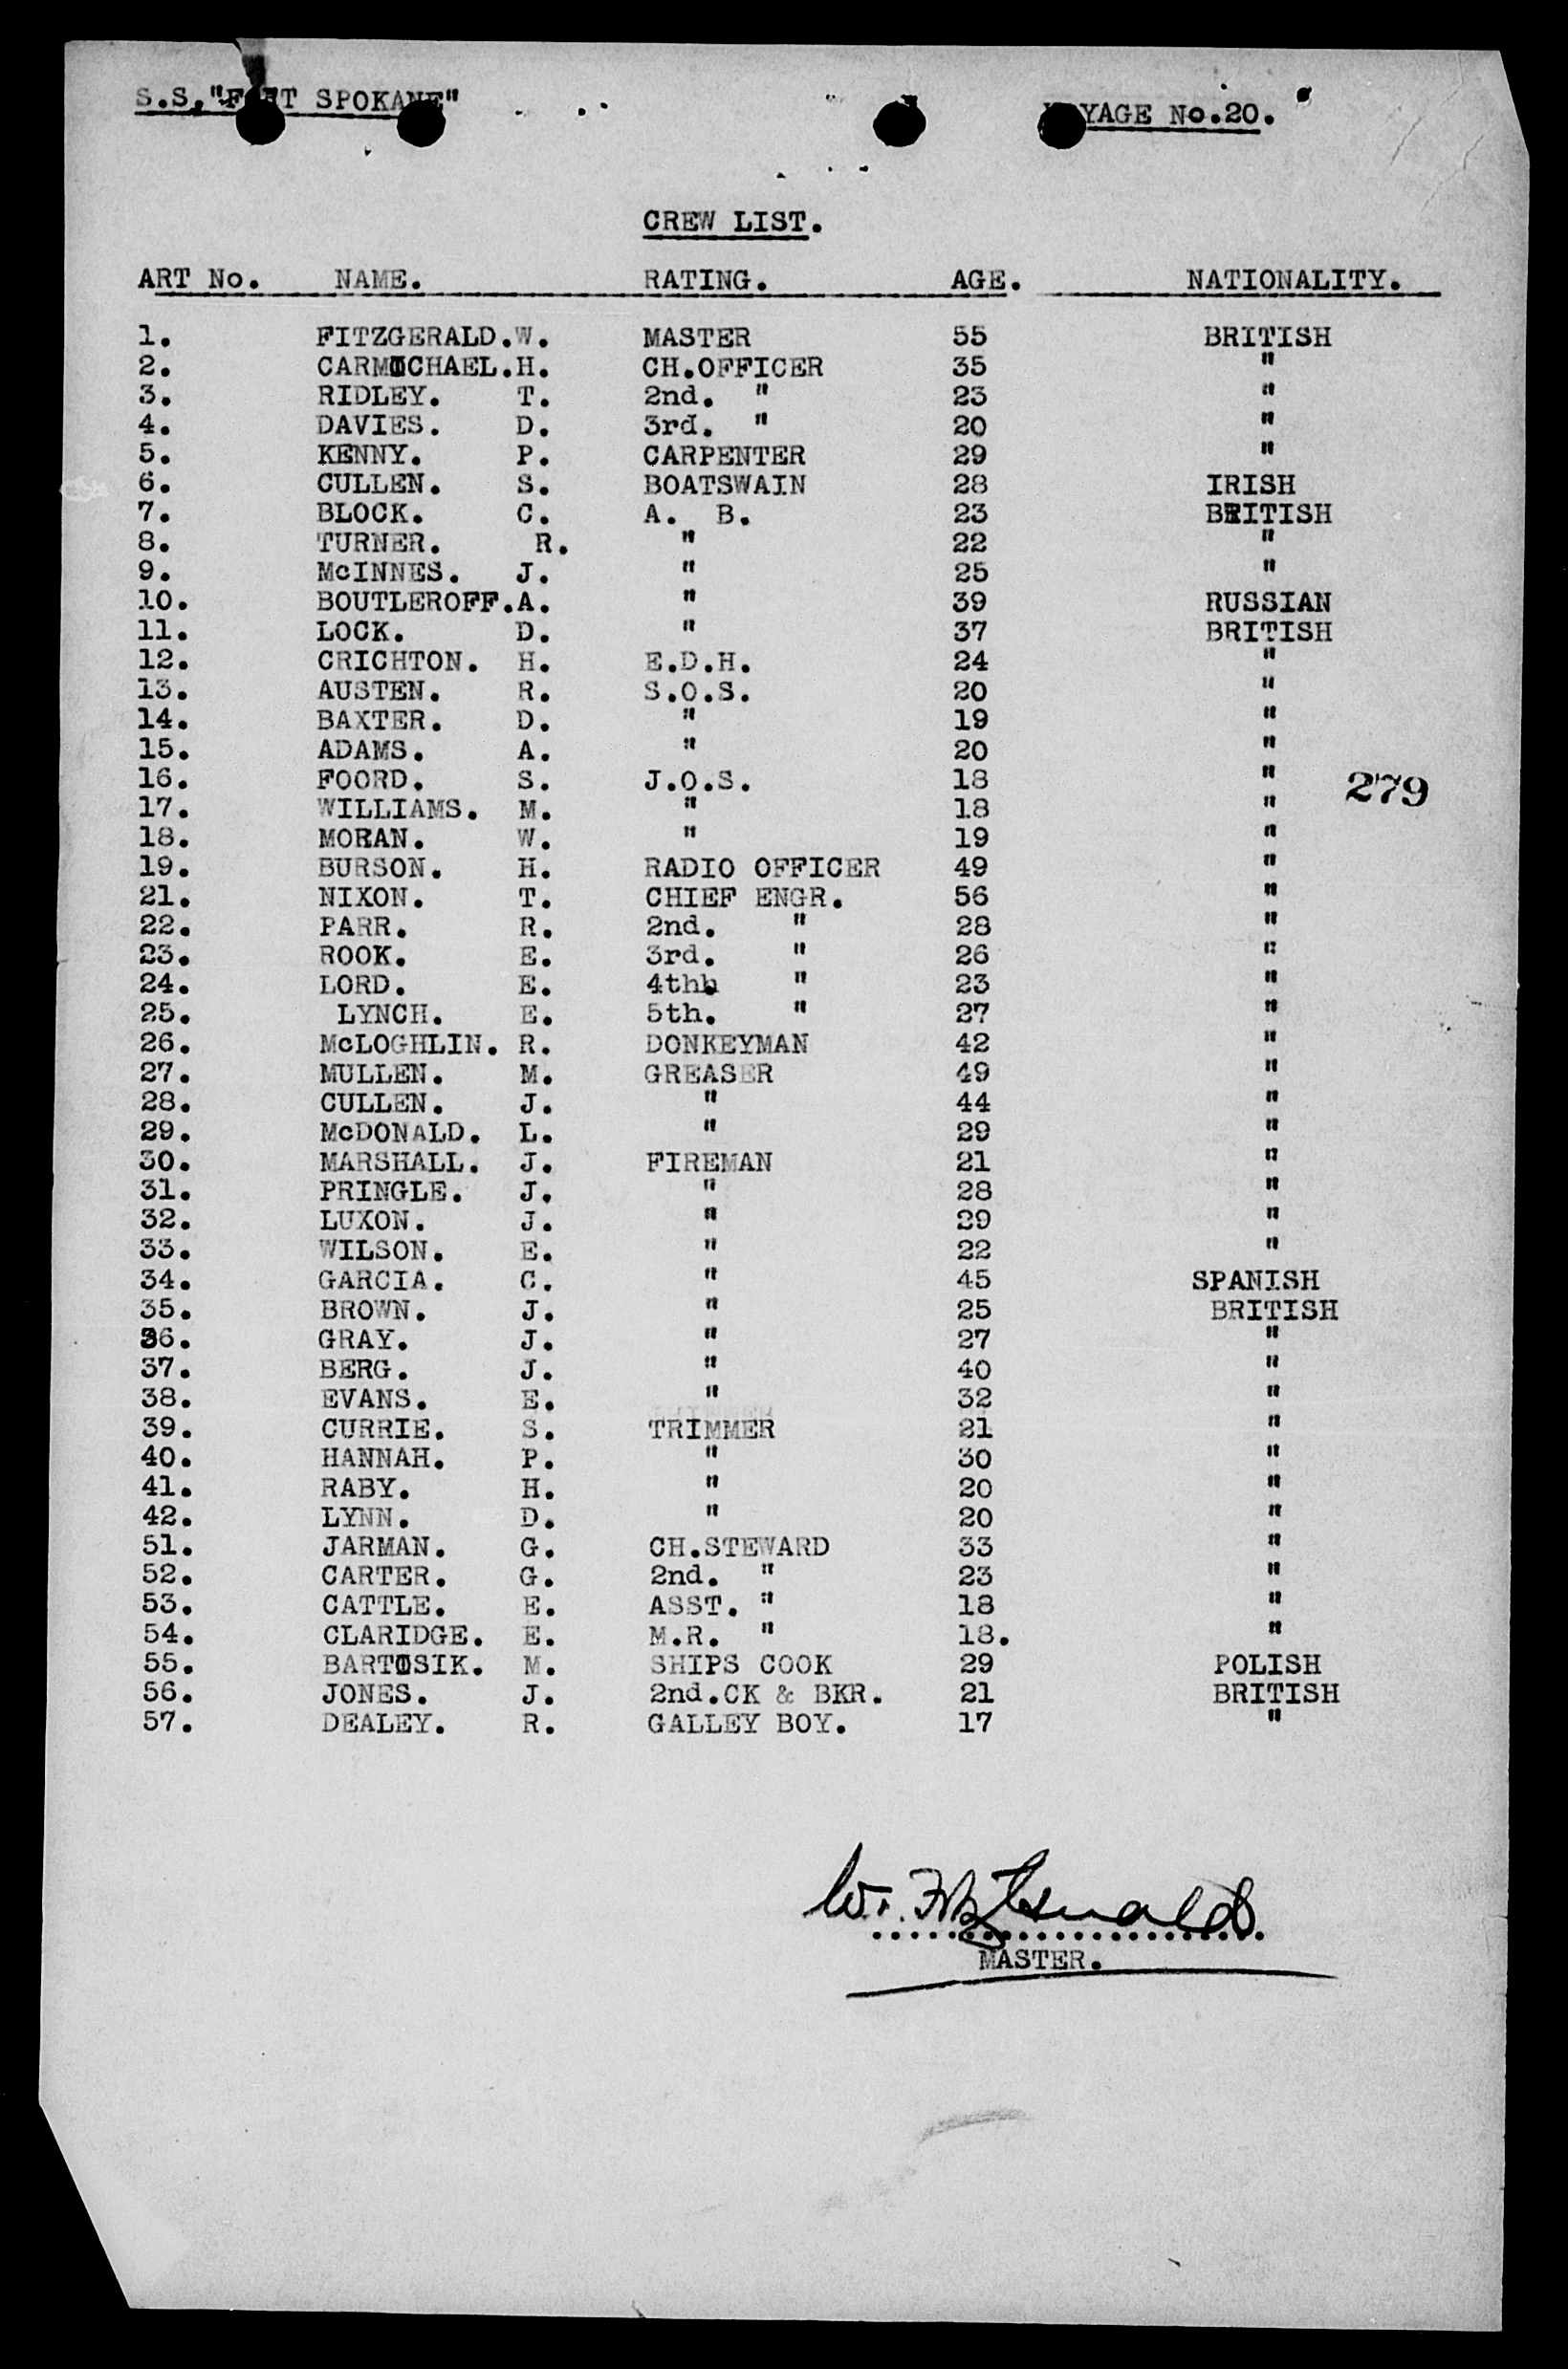 S.S."FORT SPOKANE" VOYAGE No.20.
CREW LIST.
ART No. NAME. RATING. AGE. NATIONALITY.
1. FITZGERALD.W. MASTER 55 BRITISH
2. CARMICHAEL.H. CH.OFFICER 35 "
3. RIDLEY. T. 2nd. " 23 "
4. DAVIES. D. 3rd. " 20 "
5. KENNY. P. CARPENTER 29 "
6. CULLEN. S. BOATSWAIN 28 IRISH
7. BLOCK. C. A. B. 23 BRITISH
8. TURNER. R. " 22 "
9. McINNES. J. " 25 "
10. BOUTLEROFF.A. " 39 RUSSIAN
11. LOCK. D. " 37 BRITISH
12. CRICHTON. H. E.D.H. 24 "
13. AUSTEN. R. S.O.S. 20 "
14. BAXTER. D. " 19 "
15. ADAMS. A. " 20 "
16. FOORD. S. J.O.S. 18 " 279
17. WILLIAMS. M. " 18 "
18. MORAN. W. " 19 "
19. BURSON. H. RADIO OFFICER 49 "
21. NIXON. T. CHIEF ENGR. 56 "
22. PARR. R. 2nd. " 28 "
23. ROOK. E. 3rd. " 26 "
24. LORD. E. 4thh " 23 "
25. LYNCH. E. 5th. " 27 "
26. McLOGHLIN. R. DONKEYMAN 42 "
27. MULLEN. M. GREASER 49 "
28. CULLEN. J. " 44 "
29. McDONALD. L. " 29 "
30. MARSHALL. J. FIREMAN 21 "
31. PRINGLE. J. " 28 "
32. LUXON. J. " 29 "
33. WILSON. E. " 22 "
34. GARCIA. C. " 45 SPANISH
35. BROWN. J. " 25 BRITISH
36. GRAY. J. " 27 "
37. BERG. J. " 40 "
38. EVANS. E. " 32 "
39. CURRIE. S. TRIMMER 21 "
40. HANNAH. P. " 30 "
41. RABY. H. " 20 "
42. LYNN. D. " 20 "
51. JARMAN. G. CH.STEWARD 33 "
52. CARTER. G. 2nd. " 23 "
53. CATTLE. E. ASST. " 18 "
54. CLARIDGE. E. M.R. " 18. "
55. BARTOSIK. M. SHIPS COOK 29 POLISH
56. JONES. J. 2nd.CK & BKR. 21 BRITISH
57. DEALEY. R. GALLEY BOY. 17 "
W. Fitzgerald
MASTER.